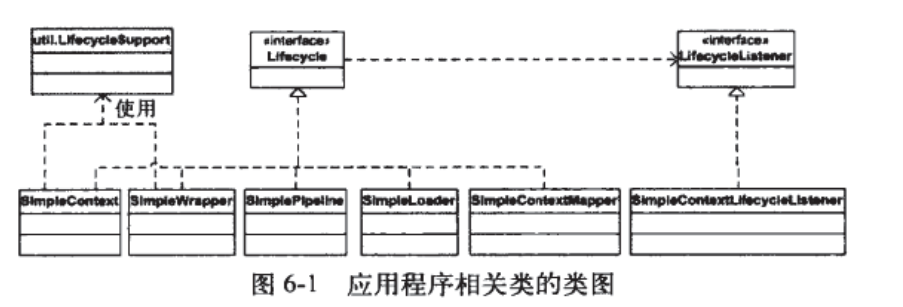 util.LifecycleSupport
«interface»
Lifecycle
«interface»
LifecycleListener
使用
SimpleContext
SimpleWrapper
SimplePipeline
SimpleLoader
SimpleContextMapper
SimpleContextLifecycleListener
图 6-1 应用程序相关类的类图